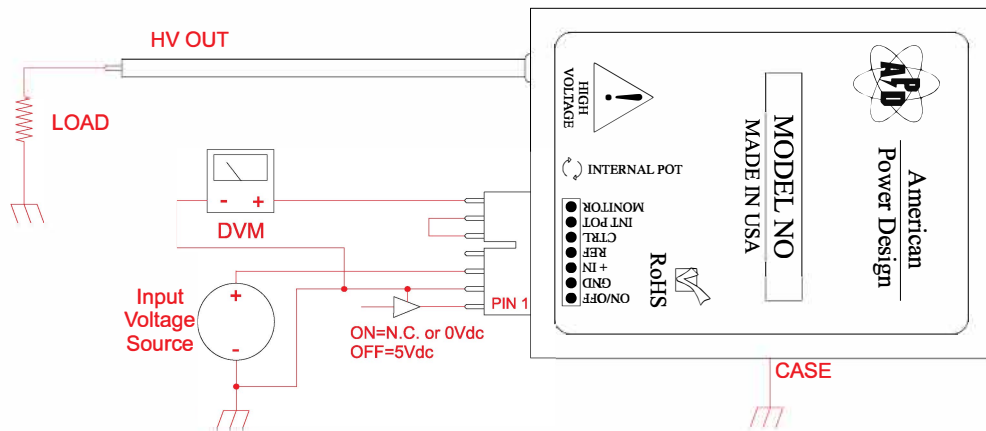 HV OUT
LOAD
- +
DVM
+
Input
Voltage
Source
-
ON=N.C. or 0Vdc
OFF=5Vdc
PIN 1
HIGH
VOLTAGE
!
INTERNAL POT
MONITOR
INT POT
CTRL
REF
+ IN
GND
ON/OFF
RoHS
MODEL NO
MADE IN USA
APD
American
Power Design
CASE